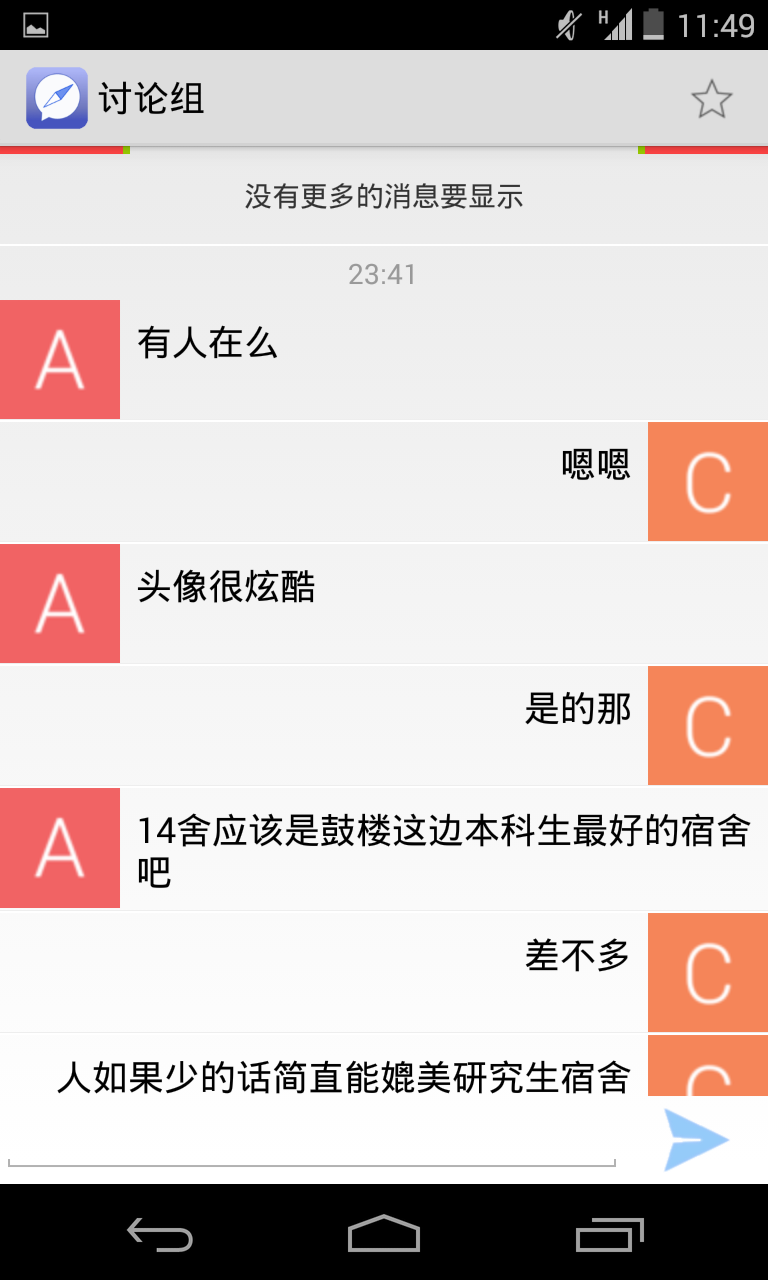 H 11:49
讨论组
没有更多的消息要显示
23:41
A 有人在么
嗯嗯 C
A 头像很炫酷
是的那 C
A 14舍应该是鼓楼这边本科生最好的宿舍
吧
差不多 C
人如果少的话简直能媲美研究生宿舍 C